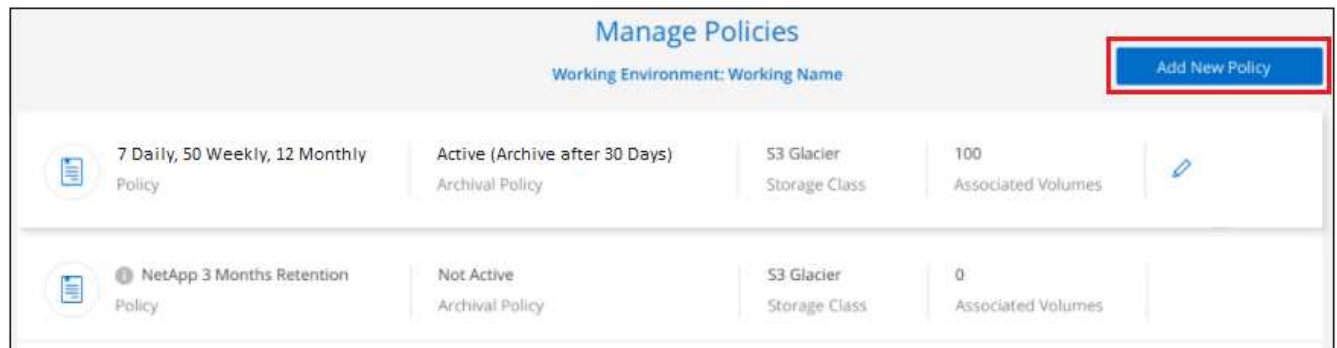 Manage Policies
Working Environment: Working Name
Add New Policy
7 Daily, 50 Weekly, 12 Monthly
Policy
Active (Archive after 30 Days)
Archival Policy
S3 Glacier
Storage Class
100
Associated Volumes
NetApp 3 Months Retention
Policy
Not Active
Archival Policy
S3 Glacier
Storage Class
0
Associated Volumes